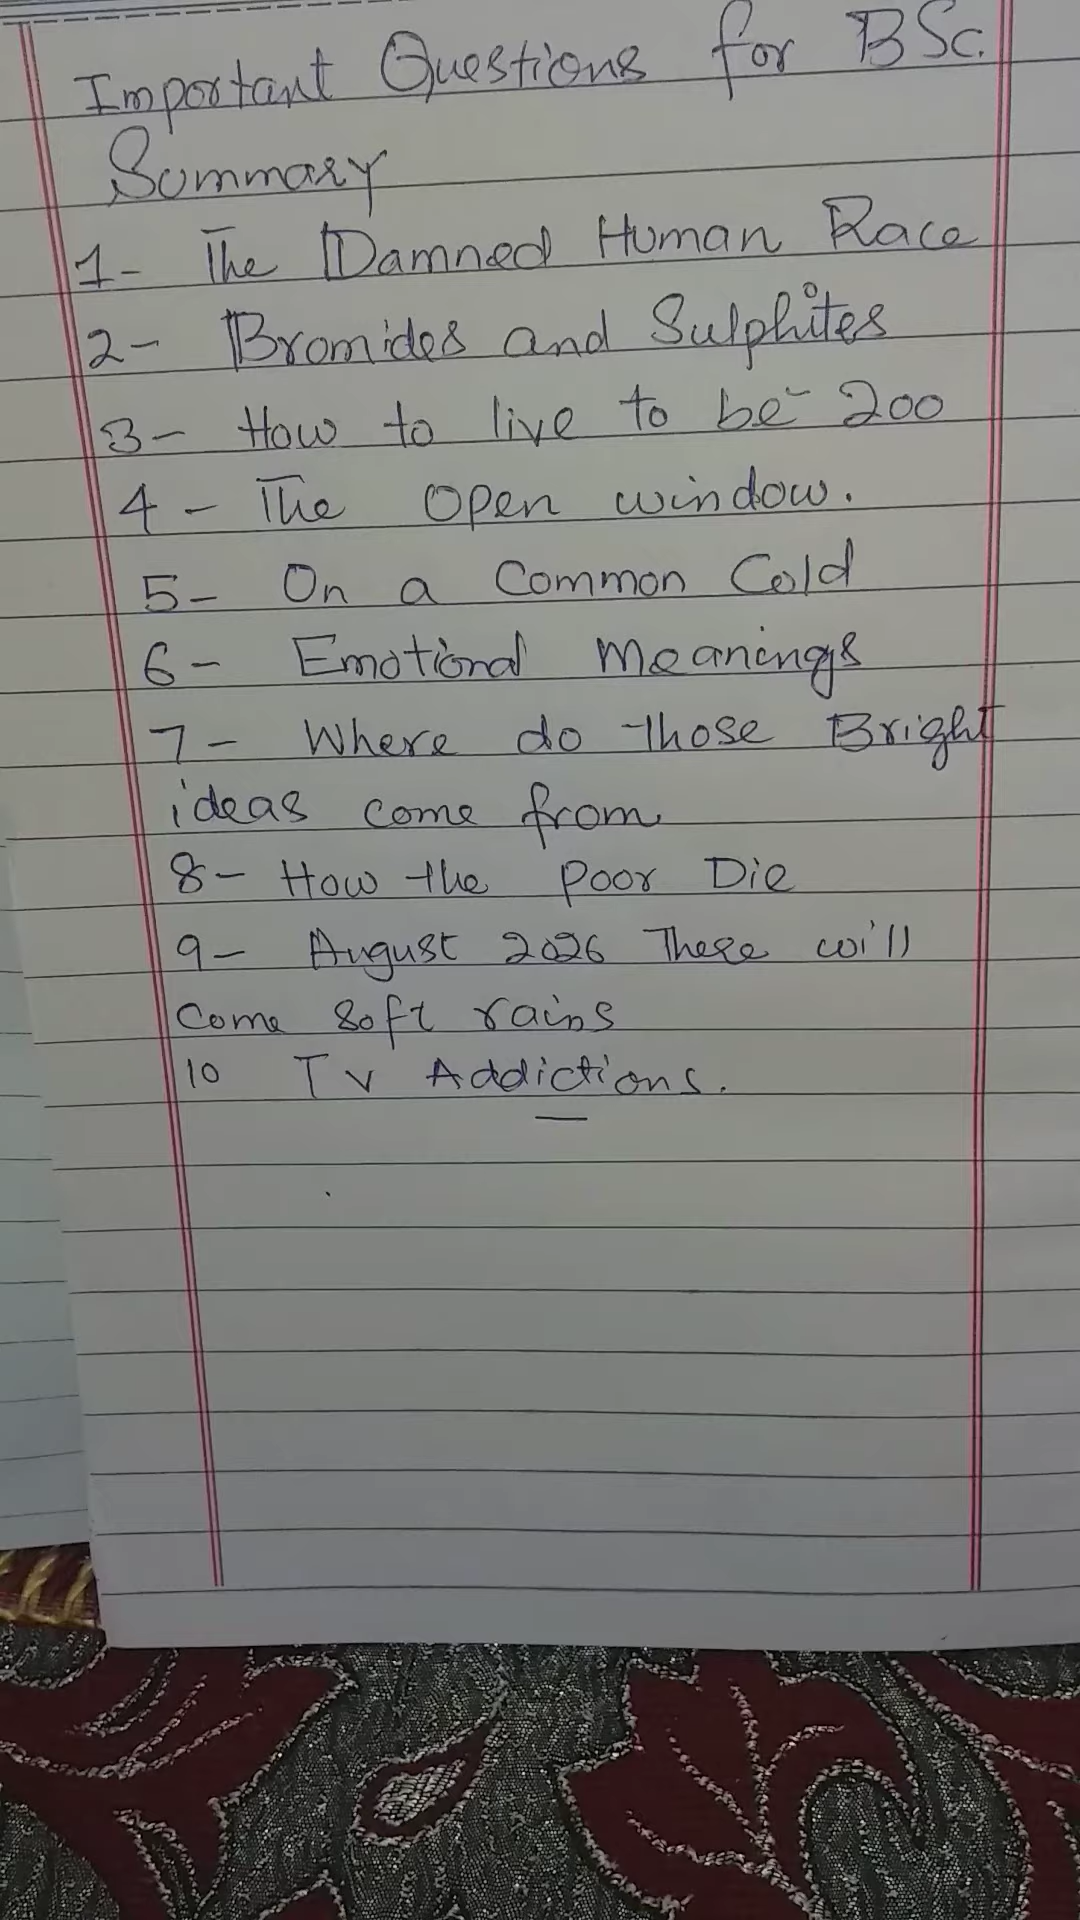 Important Questions for BSc.
Summary
1- The Damned Human Race
2- Bromides and Sulphites
3- How to live to be 200
4- The Open window.
5- On a Common Cold
6- Emotional Meanings
7- Where do those Bright
ideas come from
8- How the Poor Die
9- August 2026 There will
Come Soft rains
10 Tv Addictions.